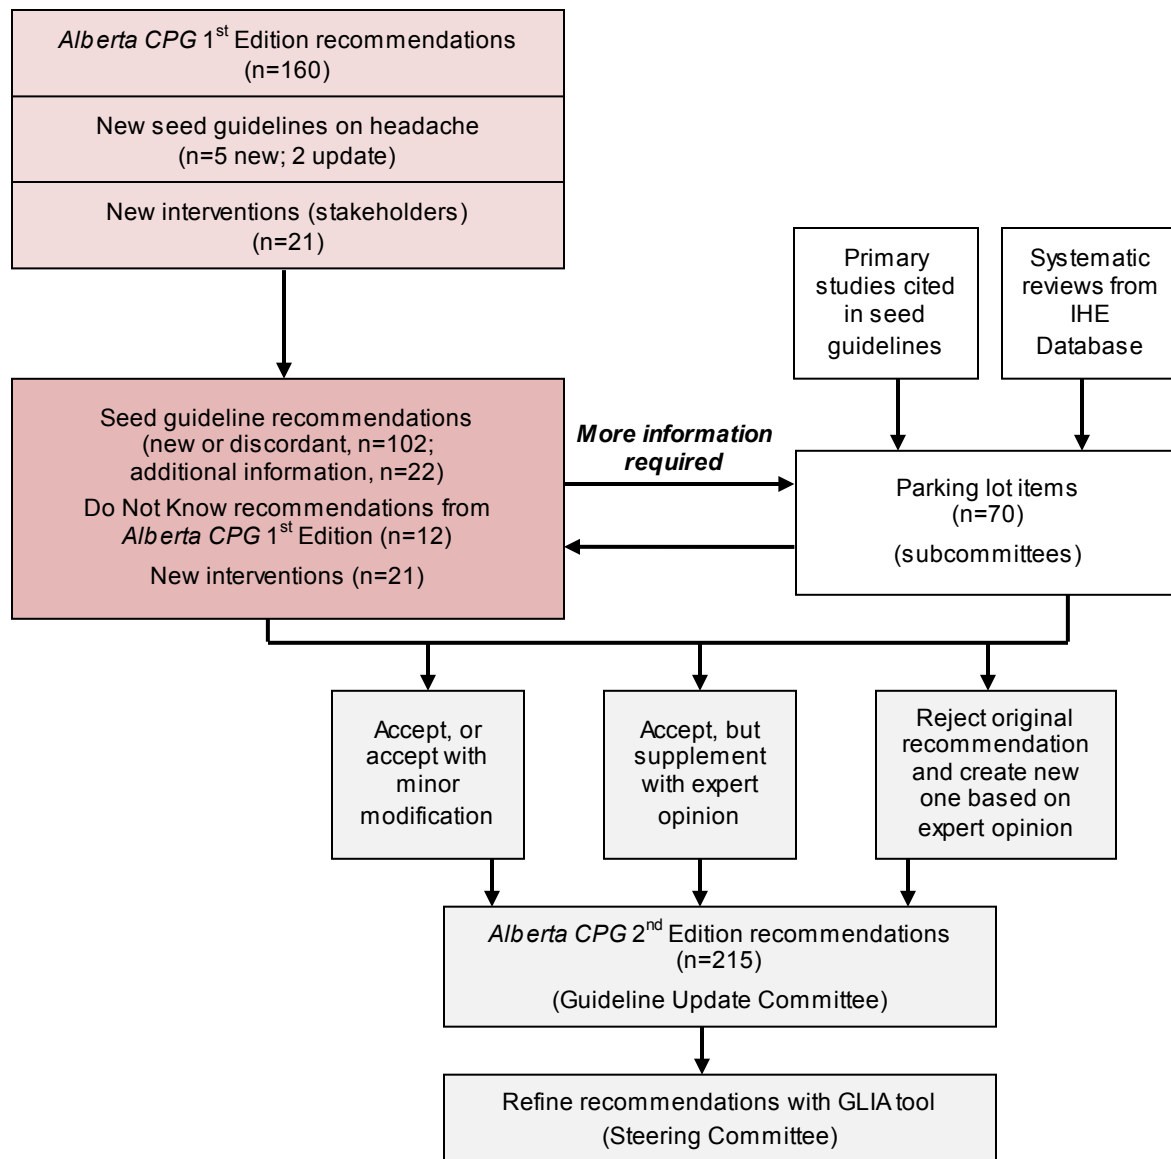 Alberta CPG 1st Edition recommendations
(n=160)
New seed guidelines on headache
(n=5 new; 2 update)
New interventions (stakeholders)
(n=21)
Primary
studies cited
in seed
guidelines
Systematic
reviews from
IHE
Database
Seed guideline recommendations
(new or discordant, n=102;
additional information, n=22)
Do Not Know recommendations from
Alberta CPG 1st Edition (n=12)
New interventions (n=21)
More information
required
Parking lot items
(n=70)
(subcommittees)
Accept, or
accept with
minor
modification
Accept, but
supplement
with expert
opinion
Reject original
recommendation
and create new
one based on
expert opinion
Alberta CPG 2nd Edition recommendations
(n=215)
(Guideline Update Committee)
Refine recommendations with GLIA tool
(Steering Committee)